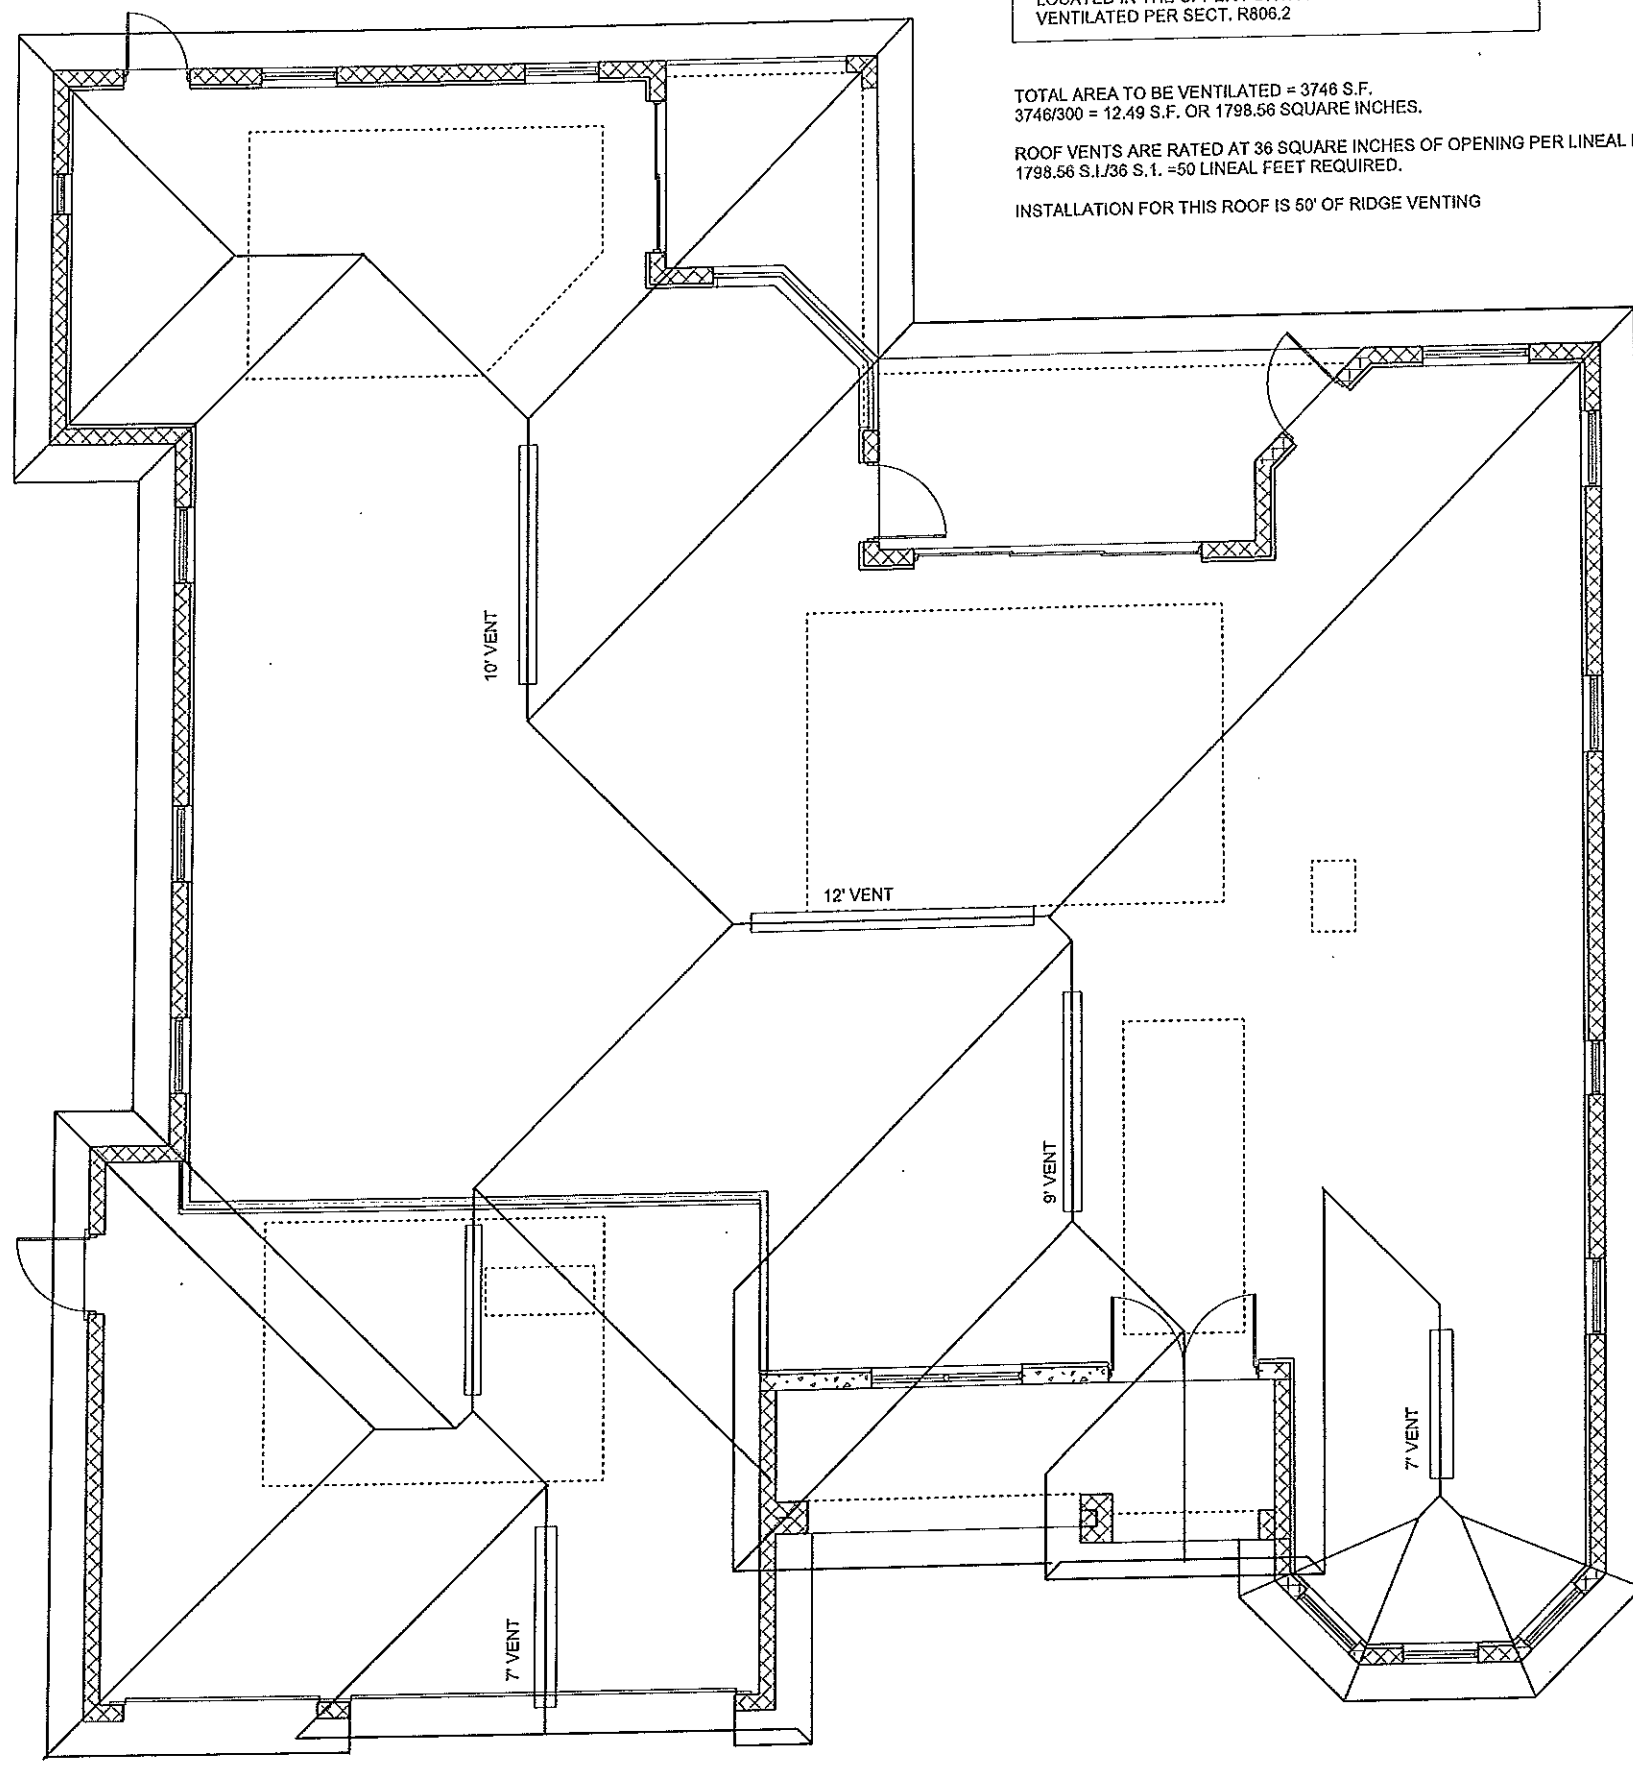 VENTILATED PER SECT. R806.2
TOTAL AREA TO BE VENTILATED = 3746 S.F.
3746/300 = 12.49 S.F. OR 1798.56 SQUARE INCHES.
ROOF VENTS ARE RATED AT 36 SQUARE INCHES OF OPENING PER LINEAL
1798.56 S.I./36 S.1. =50 LINEAL FEET REQUIRED.
INSTALLATION FOR THIS ROOF IS 50' OF RIDGE VENTING
10' VENT
12' VENT
9' VENT
7' VENT
7' VENT